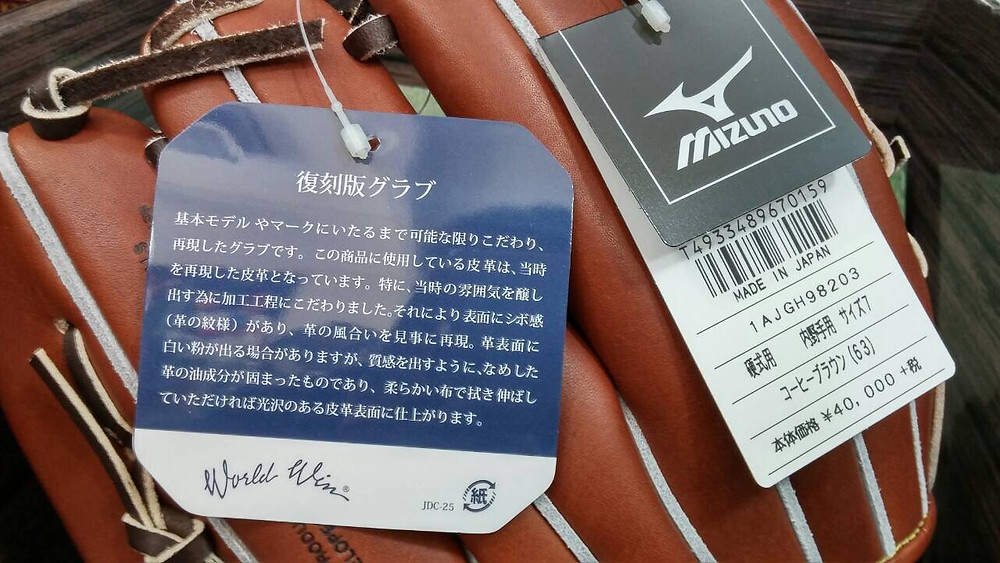 復刻版グラブ
基本モデルやマークにいたるまで可能な限りこだわり、
再現したグラブです。この商品に使用している皮革は、当時
を再現した皮革となっています。特に、当時の雰囲気を醸し
出す為に加工工程にこだわりました。それにより表面にシボ感
(革の紋様)があり、革の風合いを見事に再現。革表面に
白い粉が出る場合がありますが、質感を出すように、なめした
革の油成分が固まったものであり、柔らかい布で拭き伸ばし
ていただければ光沢のある皮革表面に仕上がります。
World Win®
JDC-25 紙
MIZUNO
T4933489670159
MADE IN JAPAN
1AJGH98203
硬式用 内野手用 サイズ7
コーヒーブラウン(63)
本体価格 ¥40,000 +税